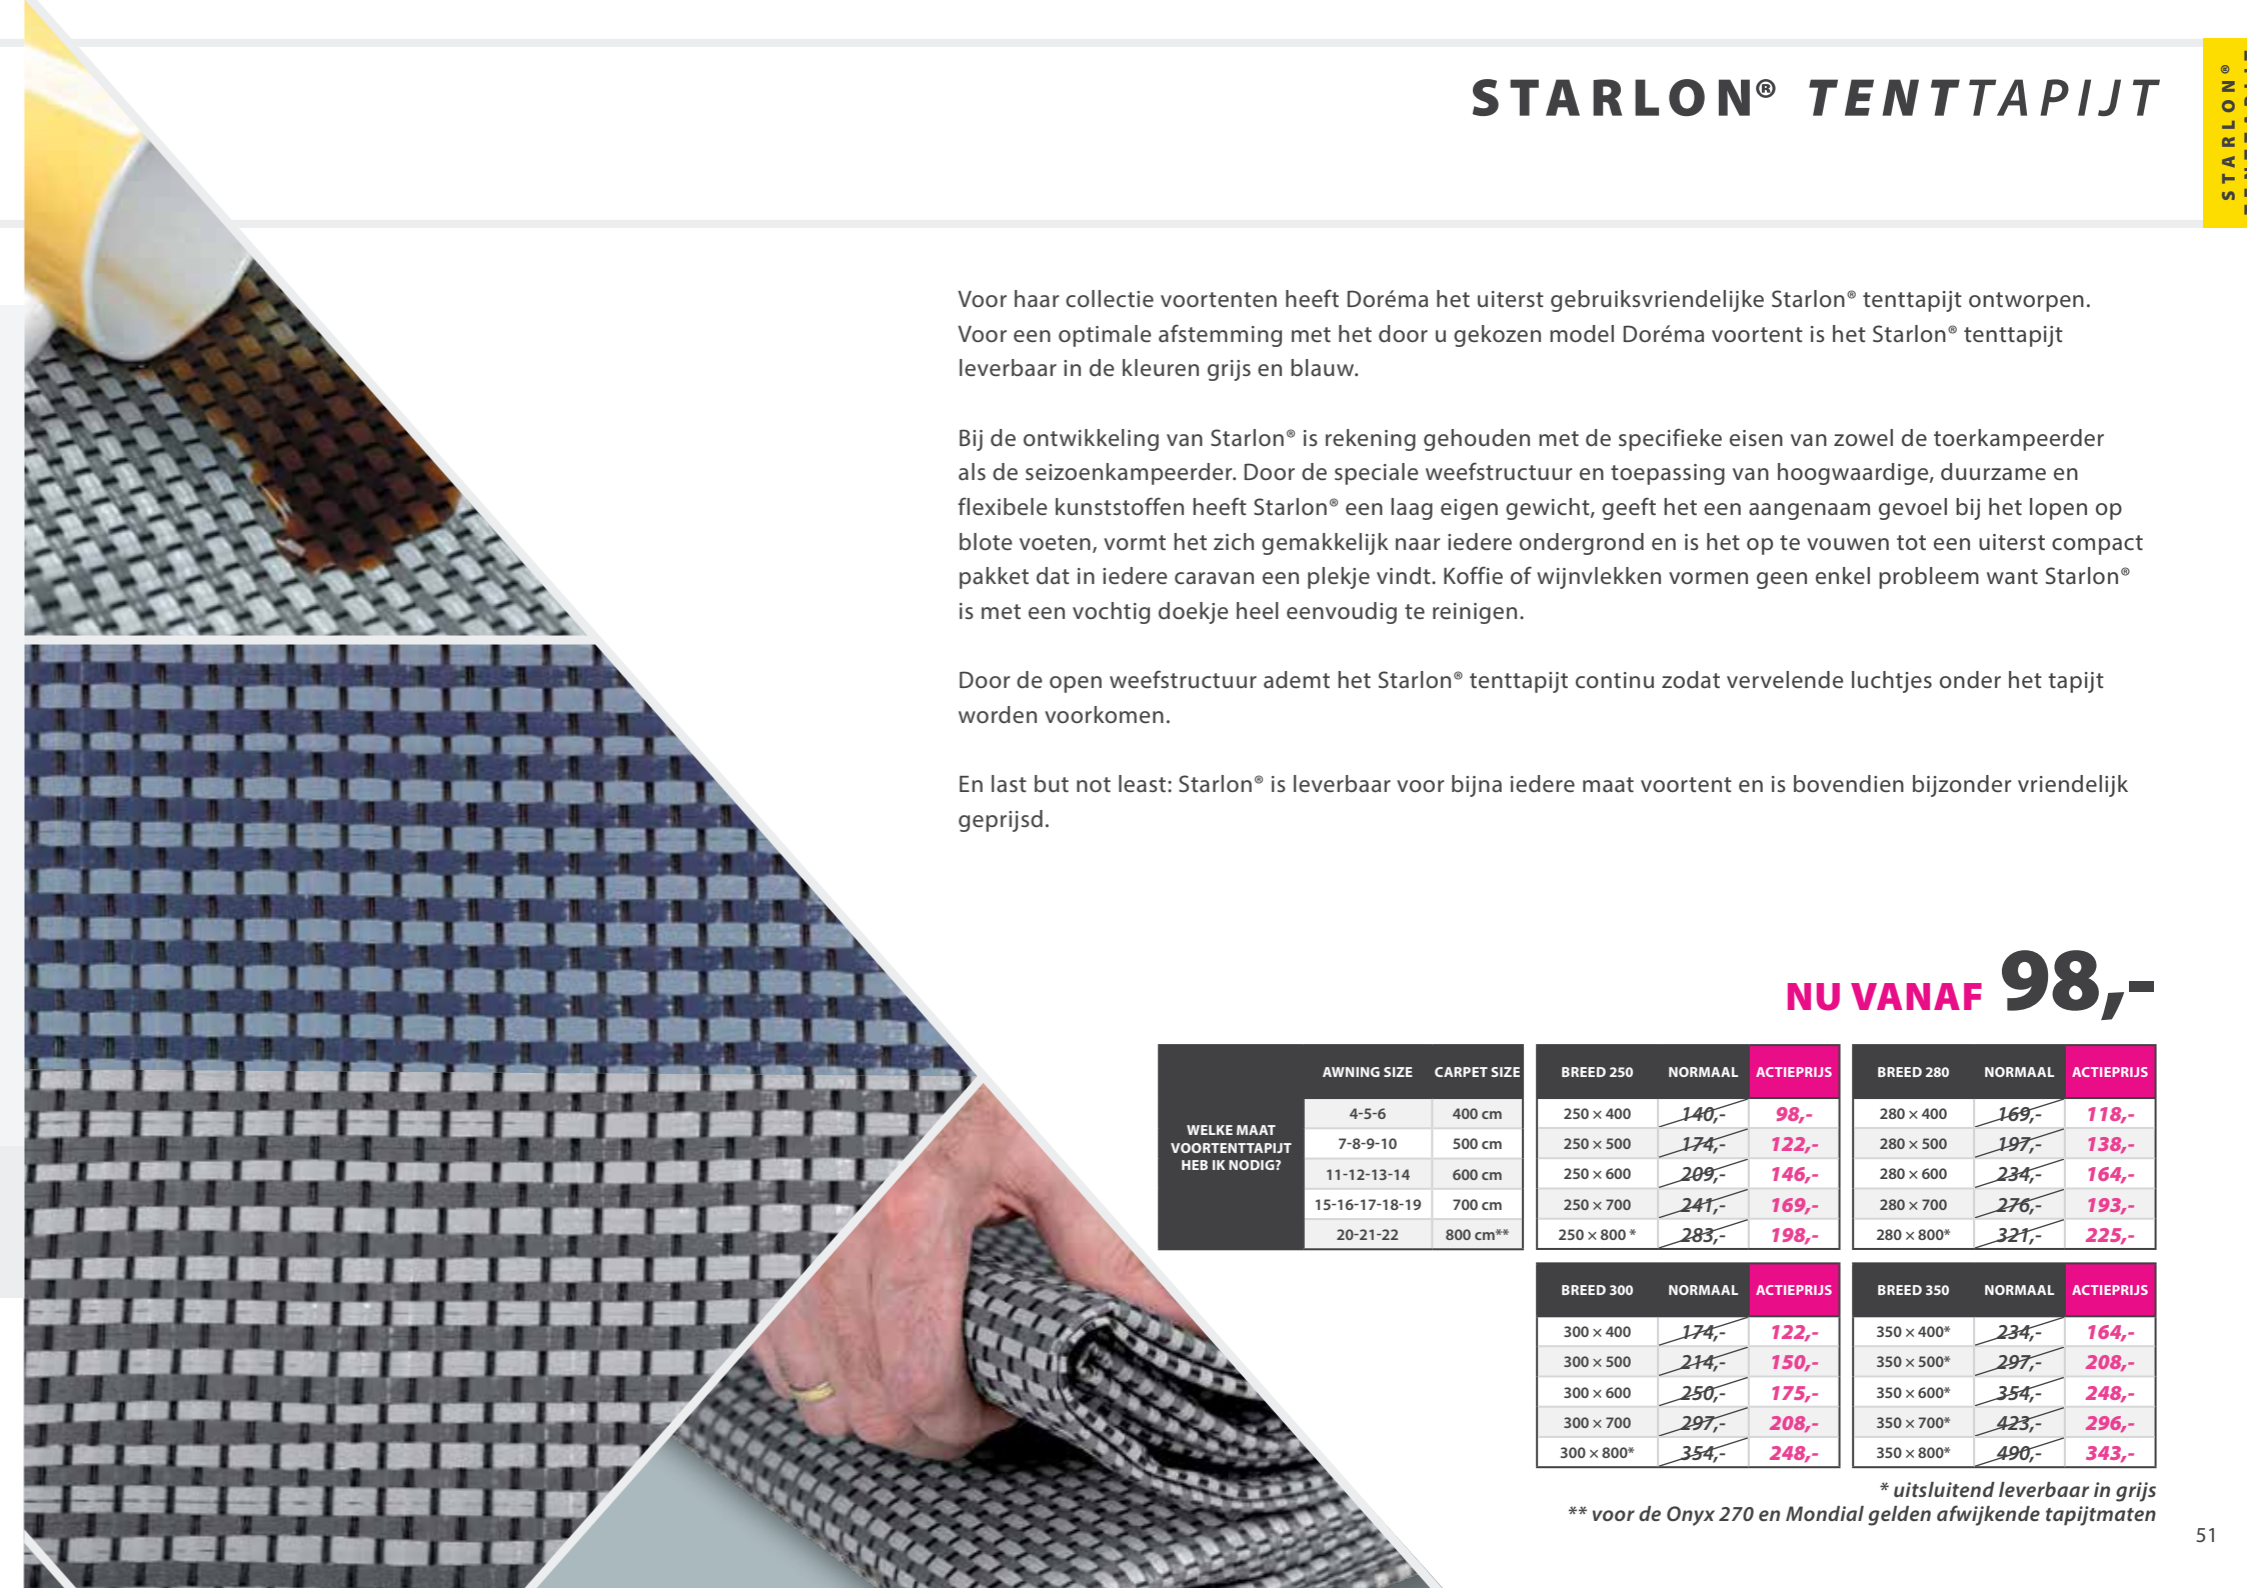 STARLON® TENTTAPIJT
STARLON®
Voor haar collectie voortenten heeft Doréma het uiterst gebruiksvriendelijke Starlon® tenttapijt ontworpen.
Voor een optimale afstemming met het door u gekozen model Doréma voortent is het Starlon® tenttapijt
leverbaar in de kleuren grijs en blauw.
Bij de ontwikkeling van Starlon® is rekening gehouden met de specifieke eisen van zowel de toerkampeerder
als de seizoenkampeerder. Door de speciale weefstructuur en toepassing van hoogwaardige, duurzame en
flexibele kunststoffen heeft Starlon® een laag eigen gewicht, geeft het een aangenaam gevoel bij het lopen op
blote voeten, vormt het zich gemakkelijk naar iedere ondergrond en is het op te vouwen tot een uiterst compact
pakket dat in iedere caravan een plekje vindt. Koffie of wijnvlekken vormen geen enkel probleem want Starlon®
is met een vochtig doekje heel eenvoudig te reinigen.
Door de open weefstructuur ademt het Starlon® tenttapijt continu zodat vervelende luchtjes onder het tapijt
worden voorkomen.
En last but not least: Starlon® is leverbaar voor bijna iedere maat voortent en is bovendien bijzonder vriendelijk
geprijsd.
NU VANAF 98,-
WELKE MAAT
VOORTENTTAPIJT
HEB IK NODIG?
AWNING SIZE CARPET SIZE
4-5-6 400 cm
7-8-9-10 500 cm
11-12-13-14 600 cm
15-16-17-18-19 700 cm
20-21-22 800 cm**
BREED 250 NORMAAL ACTIEPRIJS
250 × 400 140,- 98,-
250 × 500 174,- 122,-
250 × 600 209,- 146,-
250 × 700 241,- 169,-
250 × 800 * 283,- 198,-
BREED 280 NORMAAL ACTIEPRIJS
280 × 400 169,- 118,-
280 × 500 197,- 138,-
280 × 600 234,- 164,-
280 × 700 276,- 193,-
280 × 800* 321,- 225,-
BREED 300 NORMAAL ACTIEPRIJS
300 × 400 174,- 122,-
300 × 500 214,- 150,-
300 × 600 250,- 175,-
300 × 700 297,- 208,-
300 × 800* 354,- 248,-
BREED 350 NORMAAL ACTIEPRIJS
350 × 400* 234,- 164,-
350 × 500* 297,- 208,-
350 × 600* 354,- 248,-
350 × 700* 423,- 296,-
350 × 800* 490,- 343,-
* uitsluitend leverbaar in grijs
** voor de Onyx 270 en Mondial gelden afwijkende tapijtmaten
51